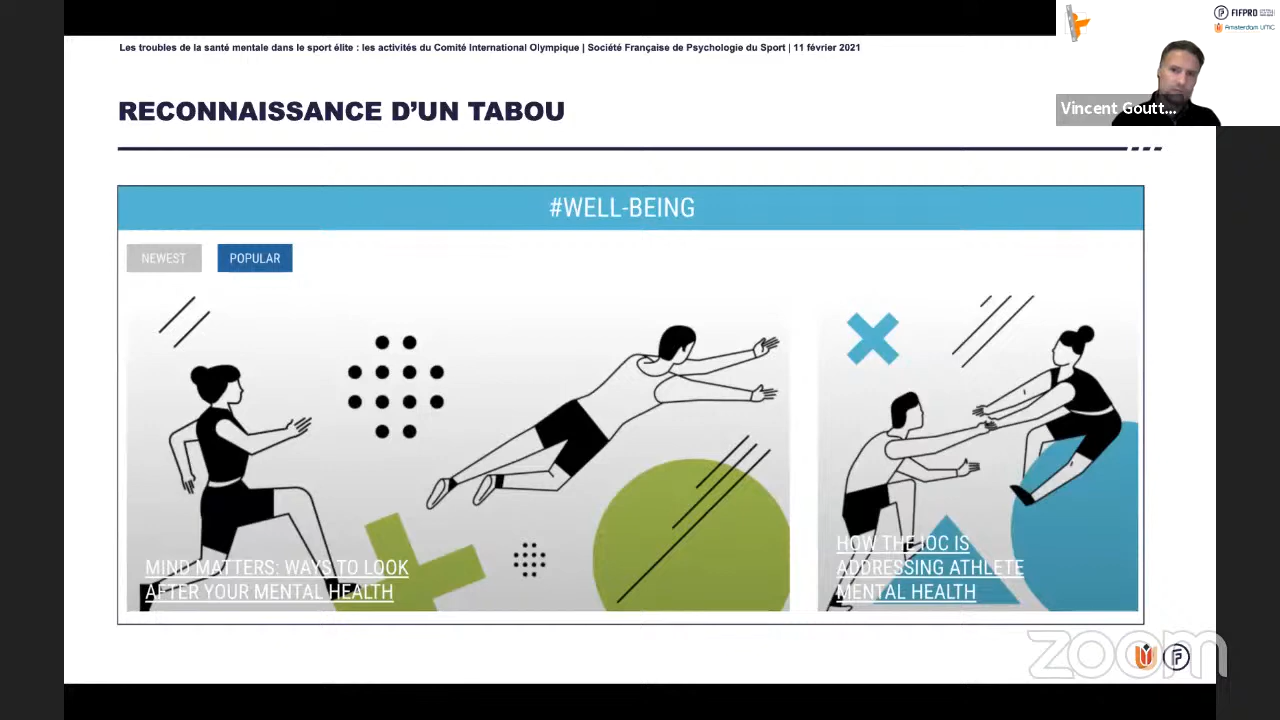 Les troubles de la santé mentale dans le sport élite : les activités du Comité International Olympique | Société Française de Psychologie du Sport | 11 février 2021
FIFPRO
Amsterdam UMC
Vincent Goutt...
RECONNAISSANCE D’UN TABOU
#WELL-BEING
NEWEST
POPULAR
MIND MATTERS: WAYS TO LOOK
AFTER YOUR MENTAL HEALTH
HOW THE IOC IS
ADDRESSING ATHLETE
MENTAL HEALTH
zoom